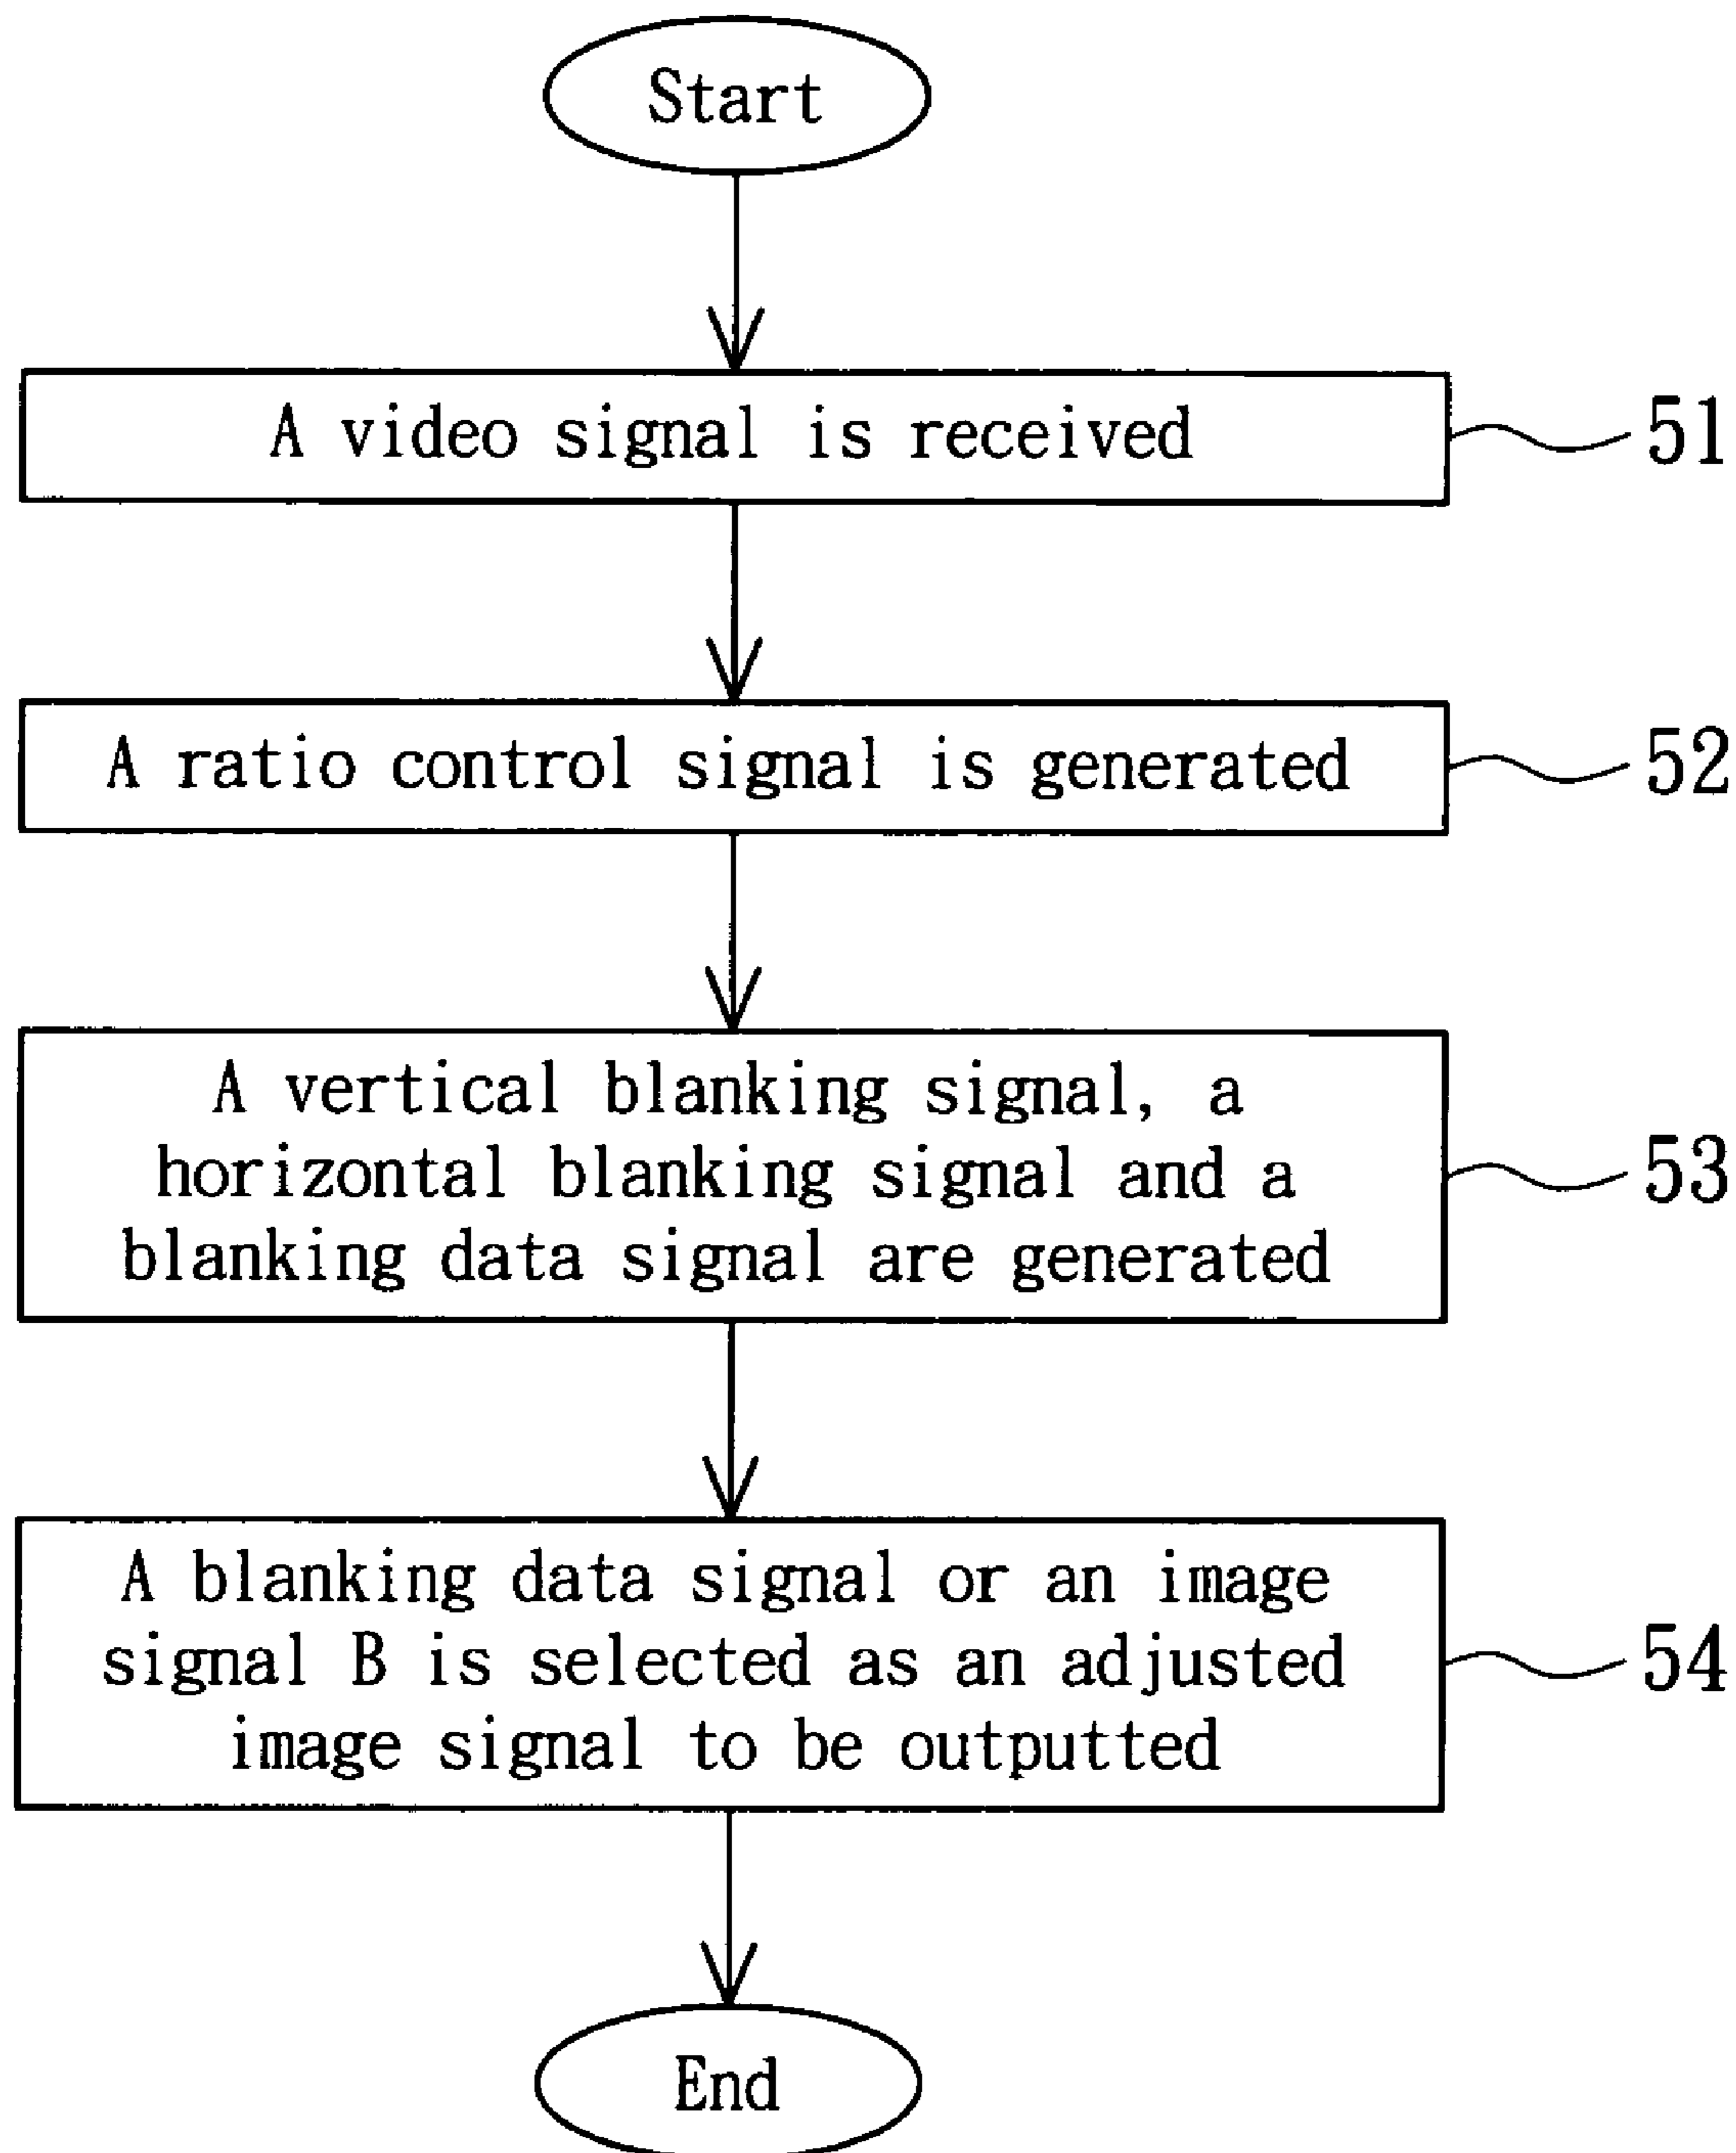 Start
A video signal is received
51
A ratio control signal is generated
52
A vertical blanking signal, a
horizontal blanking signal and a
blanking data signal are generated
53
A blanking data signal or an image
signal B is selected as an adjusted
image signal to be outputted
54
End